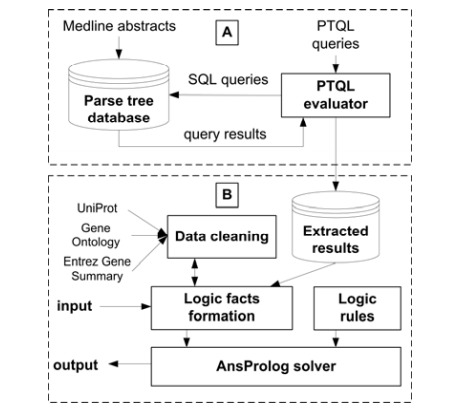 Medline abstracts
A
PTQL
queries
SQL queries
Parse tree
database
PTQL
evaluator
query results
B
UniProt
Gene
Ontology
Entrez Gene
Summary
Data cleaning
Extracted
results
input
Logic facts
formation
Logic
rules
output
AnsProlog solver